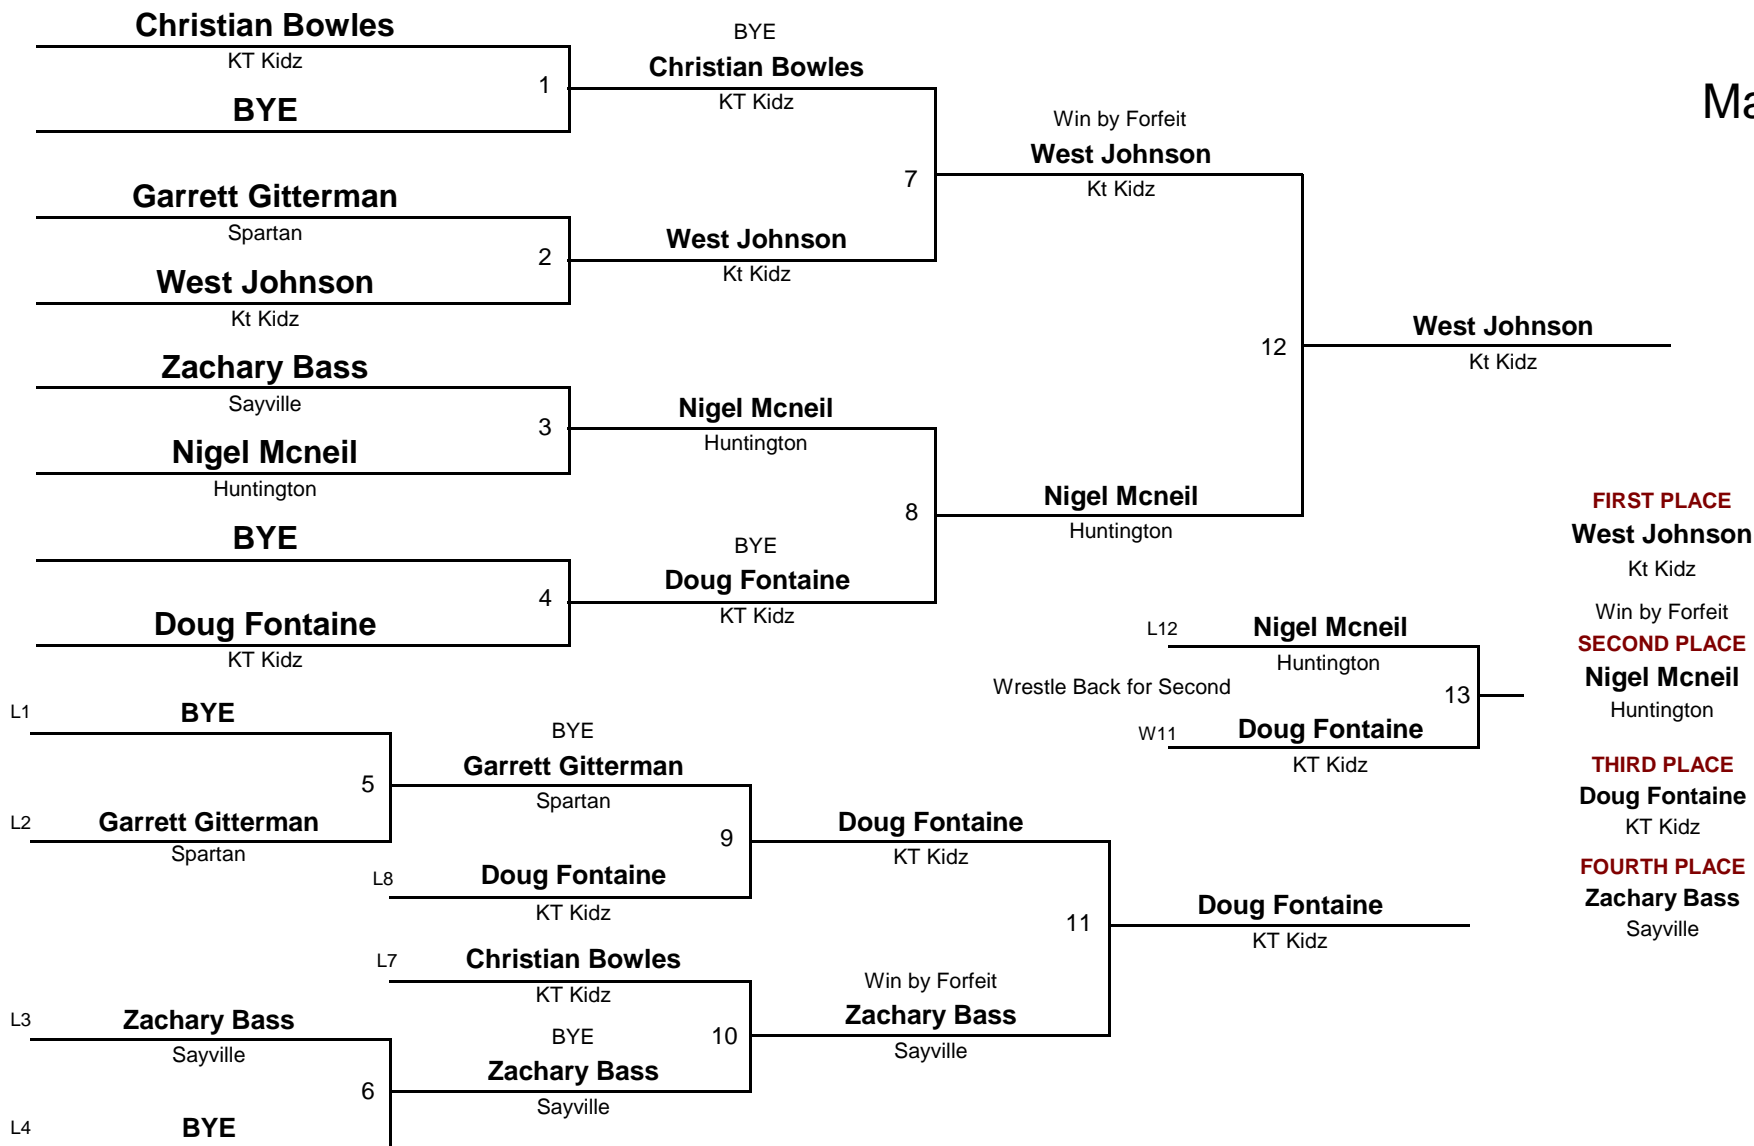 Christian Bowles
KT Kidz
1
BYE
Garrett Gitterman
Spartan
2
West Johnson
Kt Kidz
Zachary Bass
Sayville
3
Nigel Mcneil
Huntington
BYE
4
Doug Fontaine
KT Kidz
BYE
Christian Bowles
KT Kidz
7
West Johnson
Kt Kidz
Nigel Mcneil
Huntington
8
BYE
Doug Fontaine
KT Kidz
Win by Forfeit
West Johnson
Kt Kidz
12
Nigel Mcneil
Huntington
West Johnson
Kt Kidz
Ma
L1
BYE
5
L2
Garrett Gitterman
Spartan
BYE
Garrett Gitterman
Spartan
9
L8
Doug Fontaine
KT Kidz
L7
Christian Bowles
KT Kidz
10
BYE
Zachary Bass
Sayville
L3
Zachary Bass
Sayville
6
L4
BYE
Doug Fontaine
KT Kidz
11
Win by Forfeit
Zachary Bass
Sayville
Doug Fontaine
KT Kidz
L12
Nigel Mcneil
Huntington
Wrestle Back for Second
13
W11
Doug Fontaine
KT Kidz
FIRST PLACE
West Johnson
Kt Kidz
Win by Forfeit
SECOND PLACE
Nigel Mcneil
Huntington
THIRD PLACE
Doug Fontaine
KT Kidz
FOURTH PLACE
Zachary Bass
Sayville